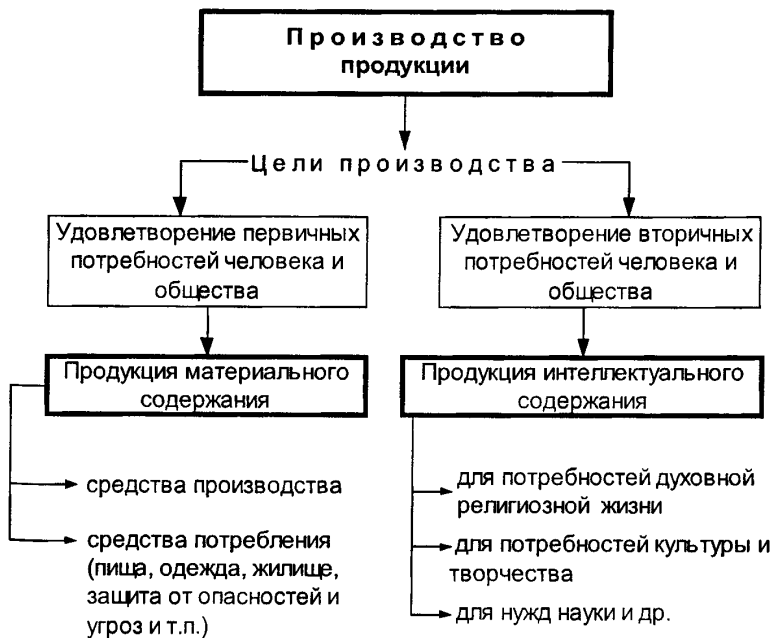 Производство
продукции
Цели производства
Удовлетворение первичных
потребностей человека и
общества
Удовлетворение вторичных
потребностей человека и
общества
Продукция материального
содержания
Продукция интеллектуального
содержания
средства производства
средства потребления
(пища, одежда, жилище,
защита от опасностей и
угроз и т.п.)
для потребностей духовной
религиозной жизни
для потребностей культуры и
творчества
для нужд науки и др.